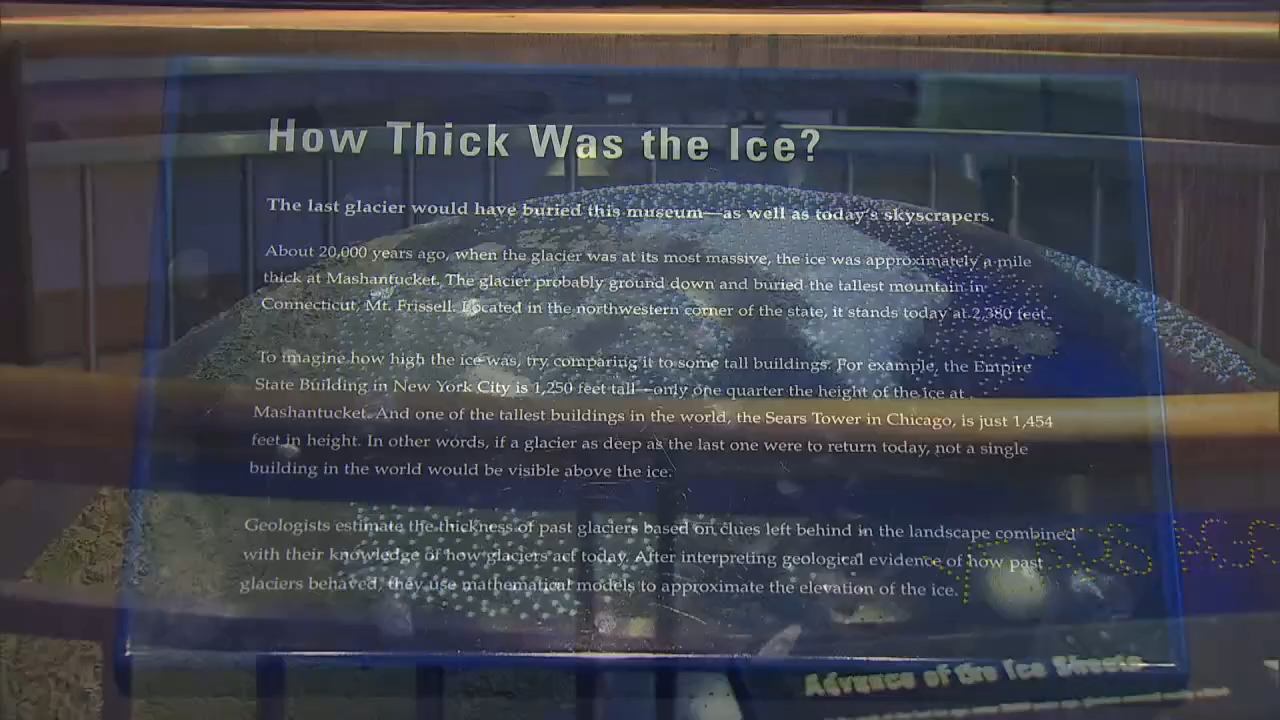 How Thick Was the Ice?
The last glacier would have buried this museum—as well as today's skyscrapers.
About 20,000 years ago, when the glacier was at its most massive, the ice was approximately a mile
thick at Mashantucket. The glacier probably ground down and buried the tallest mountain in
Connecticut, Mt. Frissell. Located in the northwestern corner of the state, it stands today at 2,380 feet.
To imagine how high the ice was, try comparing it to some tall buildings. For example, the Empire
State Building in New York City is 1,250 feet tall—only one quarter the height of the ice at
Mashantucket. And one of the tallest buildings in the world, the Sears Tower in Chicago, is just 1,454
feet in height. In other words, if a glacier as deep as the last one were to return today, not a single
building in the world would be visible above the ice.
Geologists estimate the thickness of past glaciers based on clues left behind in the landscape combined
with their knowledge of how glaciers act today. After interpreting geological evidence of how past
glaciers behaved, they use mathematical models to approximate the elevation of the ice.
Advance of the Ice Sheets